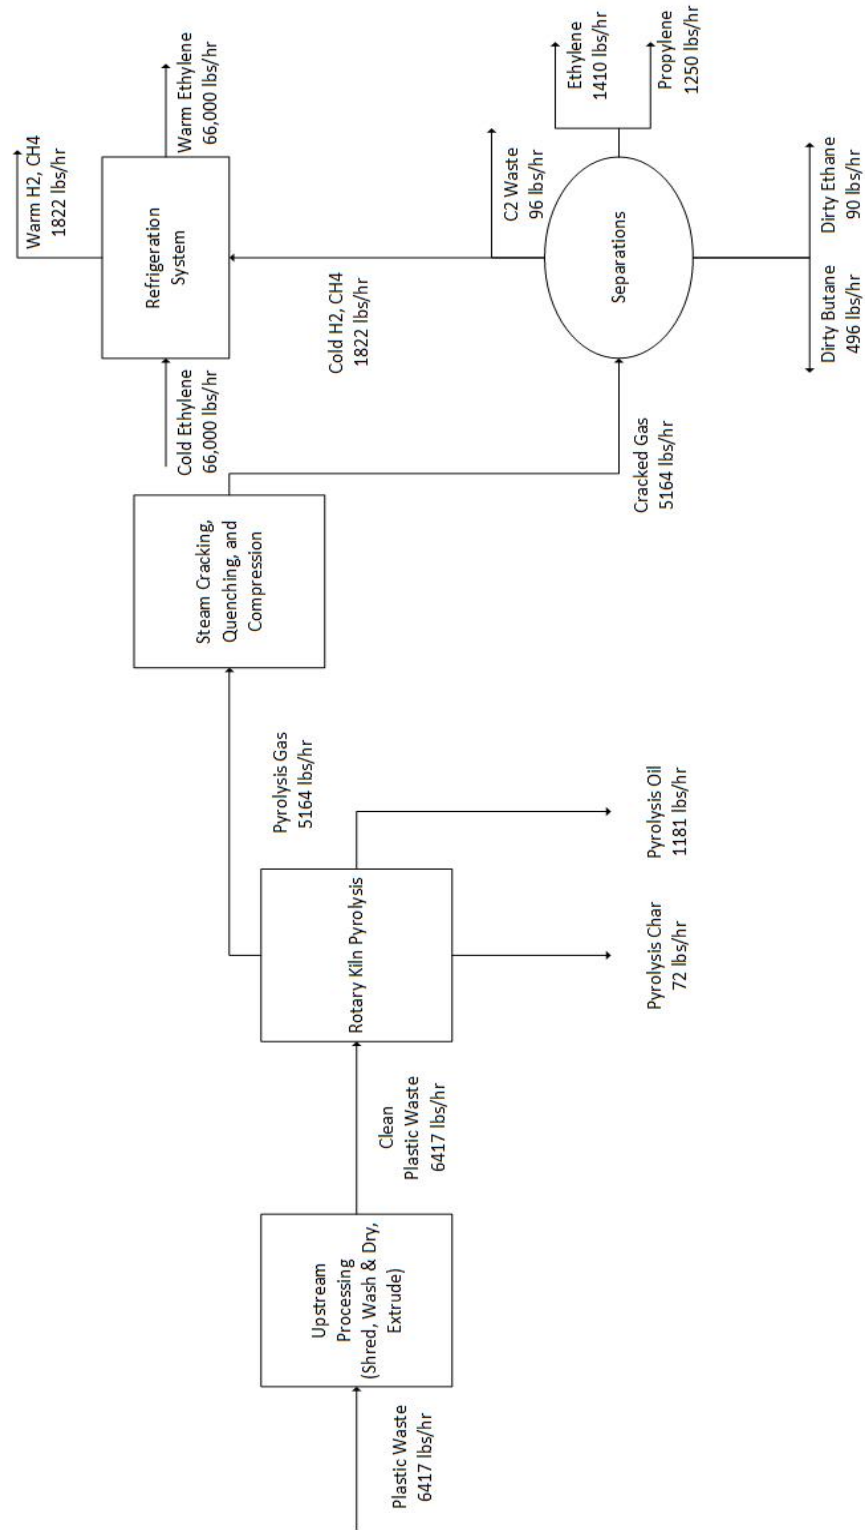 Plastic Waste
6417 lbs/hr
Upstream
Processing
(Shred, Wash & Dry,
Extrude)
Clean
Plastic Waste
6417 lbs/hr
Rotary Kiln Pyrolysis
Pyrolysis Char
72 lbs/hr
Pyrolysis Oil
1181 lbs/hr
Pyrolysis Gas
5164 lbs/hr
Steam Cracking,
Quenching, and
Compression
Cracked Gas
5164 lbs/hr
Cold Ethylene
66,000 lbs/hr
Refrigeration
System
Warm H2, CH4
1822 lbs/hr
Warm Ethylene
66,000 lbs/hr
Cold H2, CH4
1822 lbs/hr
Separations
C2 Waste
96 lbs/hr
Ethylene
1410 lbs/hr
Propylene
1250 lbs/hr
Dirty Butane
496 lbs/hr
Dirty Ethane
90 lbs/hr